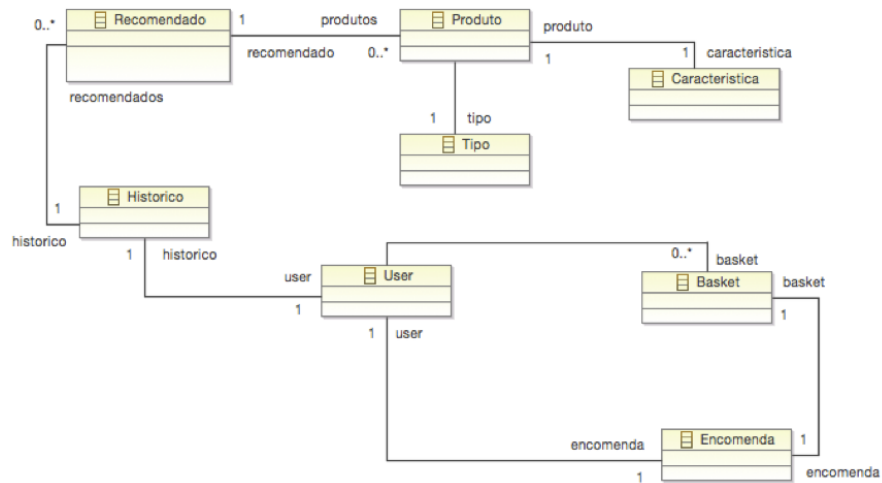 0..*
Recomendado
1
produtos
Produto
produto
recomendado
0..*
1
1
caracteristica
Caracteristica
recomendados
1
tipo
Tipo
Historico
1
historico
1
historico
0..*
basket
user
User
Basket
basket
1
1
1
user
encomenda
Encomenda
1
1
encomenda